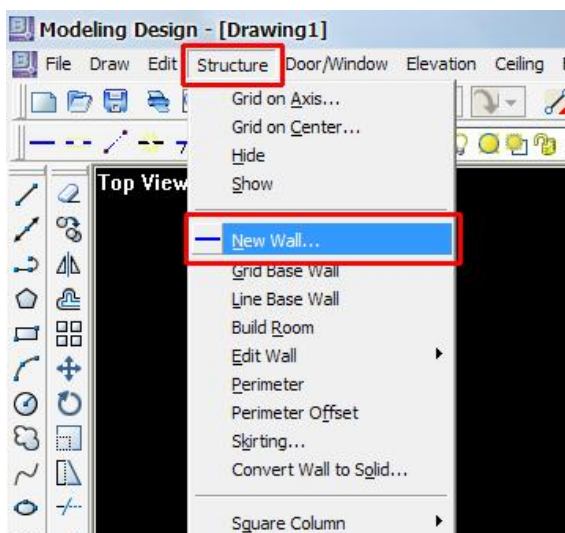 Modeling Design - [Drawing1]
File Draw Edit Structure Door/Window Elevation Ceiling
Grid on Axis...
Grid on Center...
Hide
Show
Top View
New Wall...
Grid Base Wall
Line Base Wall
Build Room
Edit Wall
Perimeter
Perimeter Offset
Skirting...
Convert Wall to Solid...
Square Column